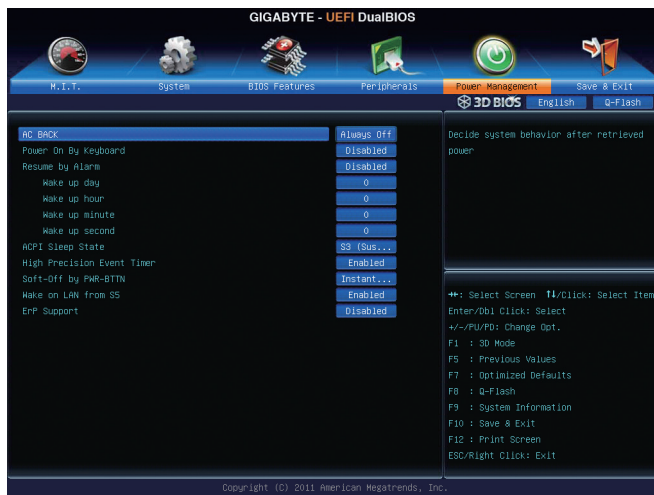 GIGABYTE - UEFI DualBIOS
M.I.T.
System
BIOS Features
Peripherals
Power Management
Save & Exit
3D BIOS English Q-Flash
AC BACK Always Off
Power On By Keyboard Disabled
Resume by Alarm Disabled
Wake up day 0
Wake up hour 0
Wake up minute 0
Wake up second 0
ACPI Sleep State S3 (Sus...
High Precision Event Timer Enabled
Soft-Off by PWR-BTTN Instant...
Wake on LAN from S5 Enabled
ErP Support Disabled
Decide system behavior after retrieved
power
→←: Select Screen ↑↓/Click: Select Item
Enter/Dbl Click: Select
+/-/PU/PD: Change Opt.
F1 : 3D Mode
F5 : Previous Values
F7 : Optimized Defaults
F8 : Q-Flash
F9 : System Information
F10 : Save & Exit
F12 : Print Screen
ESC/Right Click: Exit
Copyright (C) 2011 American Megatrends, Inc.